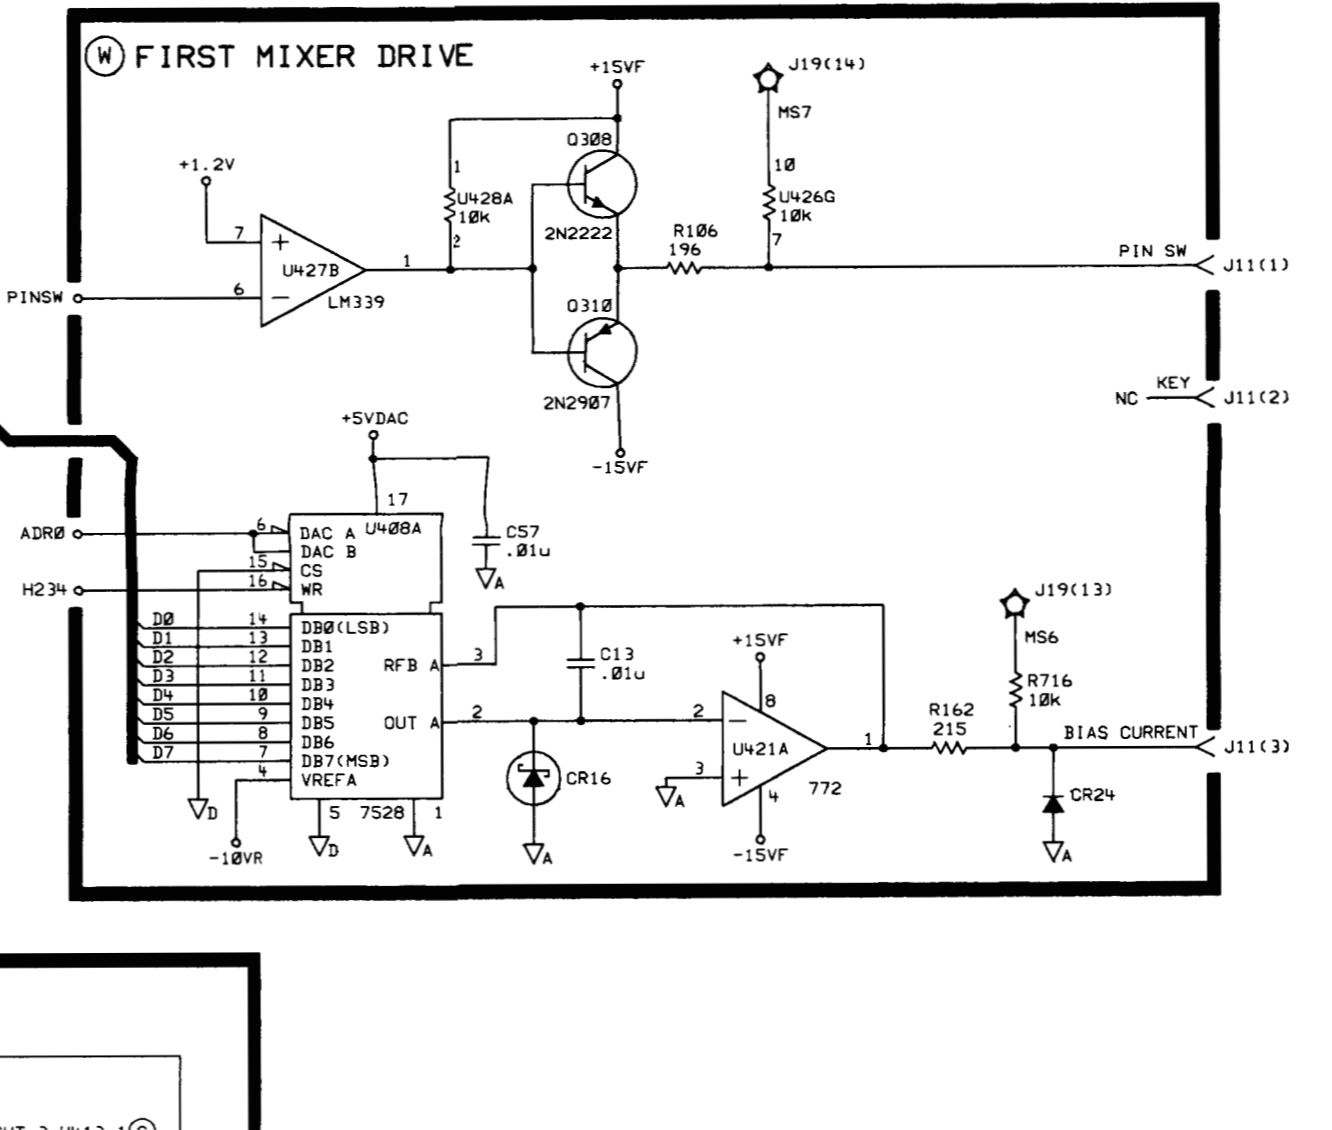 W FIRST MIXER DRIVE
+15VF
J19(14)
MS7
Q308
+1.2V
1
10
U428A
10k
U426G
10k
7
2N2222
R106
196
2
7
+
U427B
1
PIN SW
J11(1)
PINSW
6
−
LM339
Q310
KEY
NC
J11(2)
2N2907
+5VDAC
-15VF
17
ADR0
6
DAC A
U408A
C57
.01u
DAC B
15
CS
A
H234
16
WR
J19(13)
D0
14
DB0(LSB)
D1
13
DB1
D2
12
DB2
RFB A
3
C13
.01u
+15VF
MS6
D3
11
DB3
R716
10k
D4
10
DB4
8
D5
9
DB5
OUT A
2
2
−
R162
215
D6
8
DB6
U421A
1
BIAS CURRENT
J11(3)
D7
7
DB7(MSB)
4
VREFA
CR16
3
+
772
A
4
CR24
D
5
7528
1
-10VR
D
A
A
-15VF
A